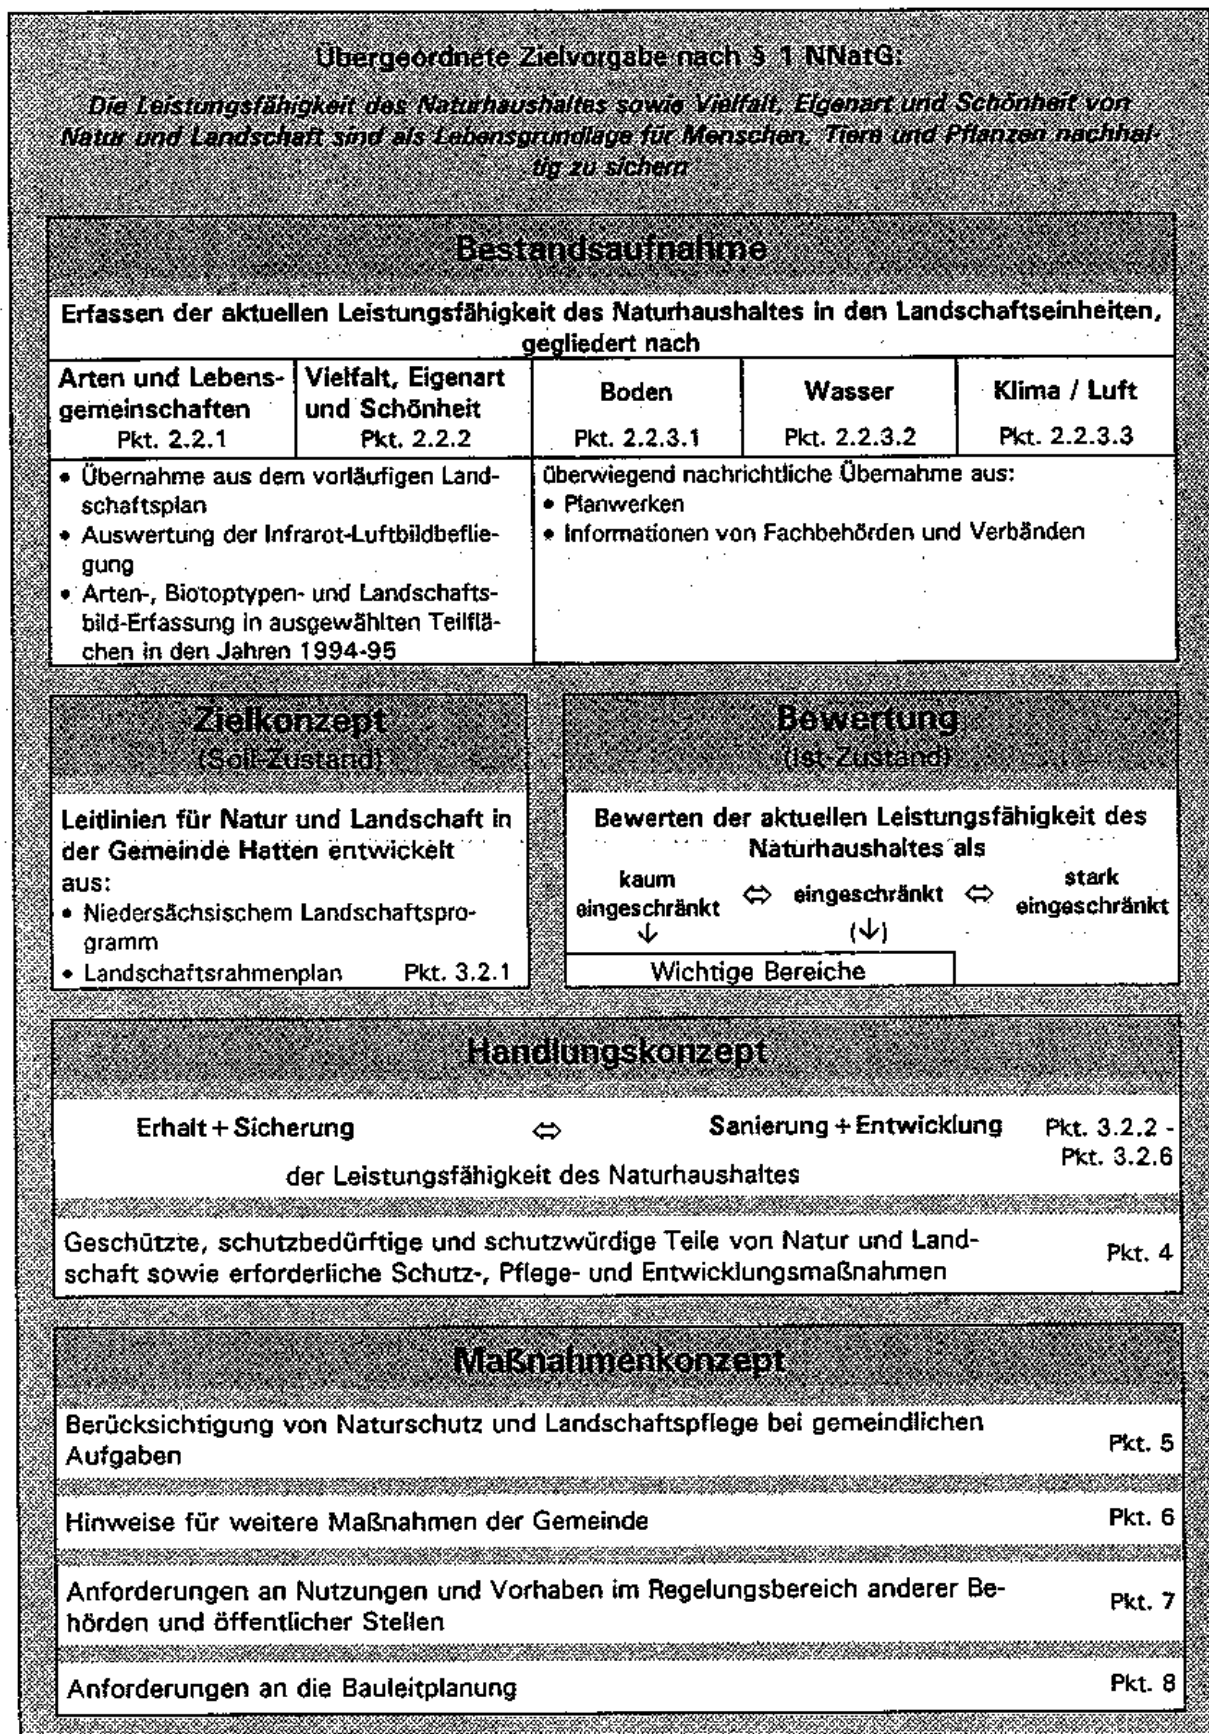 Übergeordnete Zielvorgabe nach § 1 NNatG:
Die Leistungsfähigkeit des Naturhaushaltes sowie Vielfalt, Eigenart und Schönheit von
Natur und Landschaft sind als Lebensgrundlage für Menschen, Tiere und Pflanzen nachhal-
tig zu sichern
Bestandsaufnahme
Erfassen der aktuellen Leistungsfähigkeit des Naturhaushaltes in den Landschaftseinheiten,
gegliedert nach
Arten und Lebens-
gemeinschaften
Pkt. 2.2.1
Vielfalt, Eigenart
und Schönheit
Pkt. 2.2.2
Boden
Pkt. 2.2.3.1
Wasser
Pkt. 2.2.3.2
Klima / Luft
Pkt. 2.2.3.3
• Übernahme aus dem vorläufigen Land-
schaftsplan
• Auswertung der Infrarot-Luftbildbeflie-
gung
• Arten-, Biotoptypen- und Landschafts-
bild-Erfassung in ausgewählten Teilflä-
chen in den Jahren 1994-95
überwiegend nachrichtliche Übernahme aus:
• Planwerken
• Informationen von Fachbehörden und Verbänden
Zielkonzept
(Soll-Zustand)
Leitlinien für Natur und Landschaft in
der Gemeinde Hatten entwickelt
aus:
• Niedersächsischem Landschaftspro-
gramm
• Landschaftsrahmenplan Pkt. 3.2.1
Bewertung
(Ist-Zustand)
Bewerten der aktuellen Leistungsfähigkeit des
Naturhaushaltes als
kaum
eingeschränkt
⇔ eingeschränkt ⇔
stark
eingeschränkt
↓ (↓)
Wichtige Bereiche
Handlungskonzept
Erhalt + Sicherung ⇔ Sanierung + Entwicklung
Pkt. 3.2.2 -
Pkt. 3.2.6
der Leistungsfähigkeit des Naturhaushaltes
Geschützte, schutzbedürftige und schutzwürdige Teile von Natur und Land-
schaft sowie erforderliche Schutz-, Pflege- und Entwicklungsmaßnahmen
Pkt. 4
Maßnahmenkonzept
Berücksichtigung von Naturschutz und Landschaftspflege bei gemeindlichen
Aufgaben
Pkt. 5
Hinweise für weitere Maßnahmen der Gemeinde Pkt. 6
Anforderungen an Nutzungen und Vorhaben im Regelungsbereich anderer Be-
hörden und öffentlicher Stellen
Pkt. 7
Anforderungen an die Bauleitplanung Pkt. 8